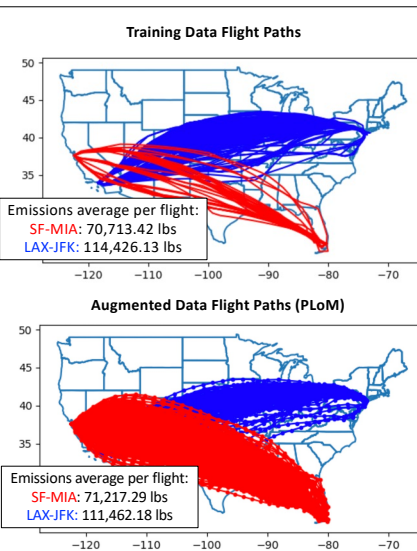 Training Data Flight Paths
50
45
40
35
Emissions average per flight:
SF-MIA: 70,713.42 lbs
LAX-JFK: 114,426.13 lbs
−120 −110 −100 −90 −80 −70
Augmented Data Flight Paths (PLoM)
50
45
40
35
Emissions average per flight:
SF-MIA: 71,217.29 lbs
LAX-JFK: 111,462.18 lbs
−120 −110 −100 −90 −80 −70